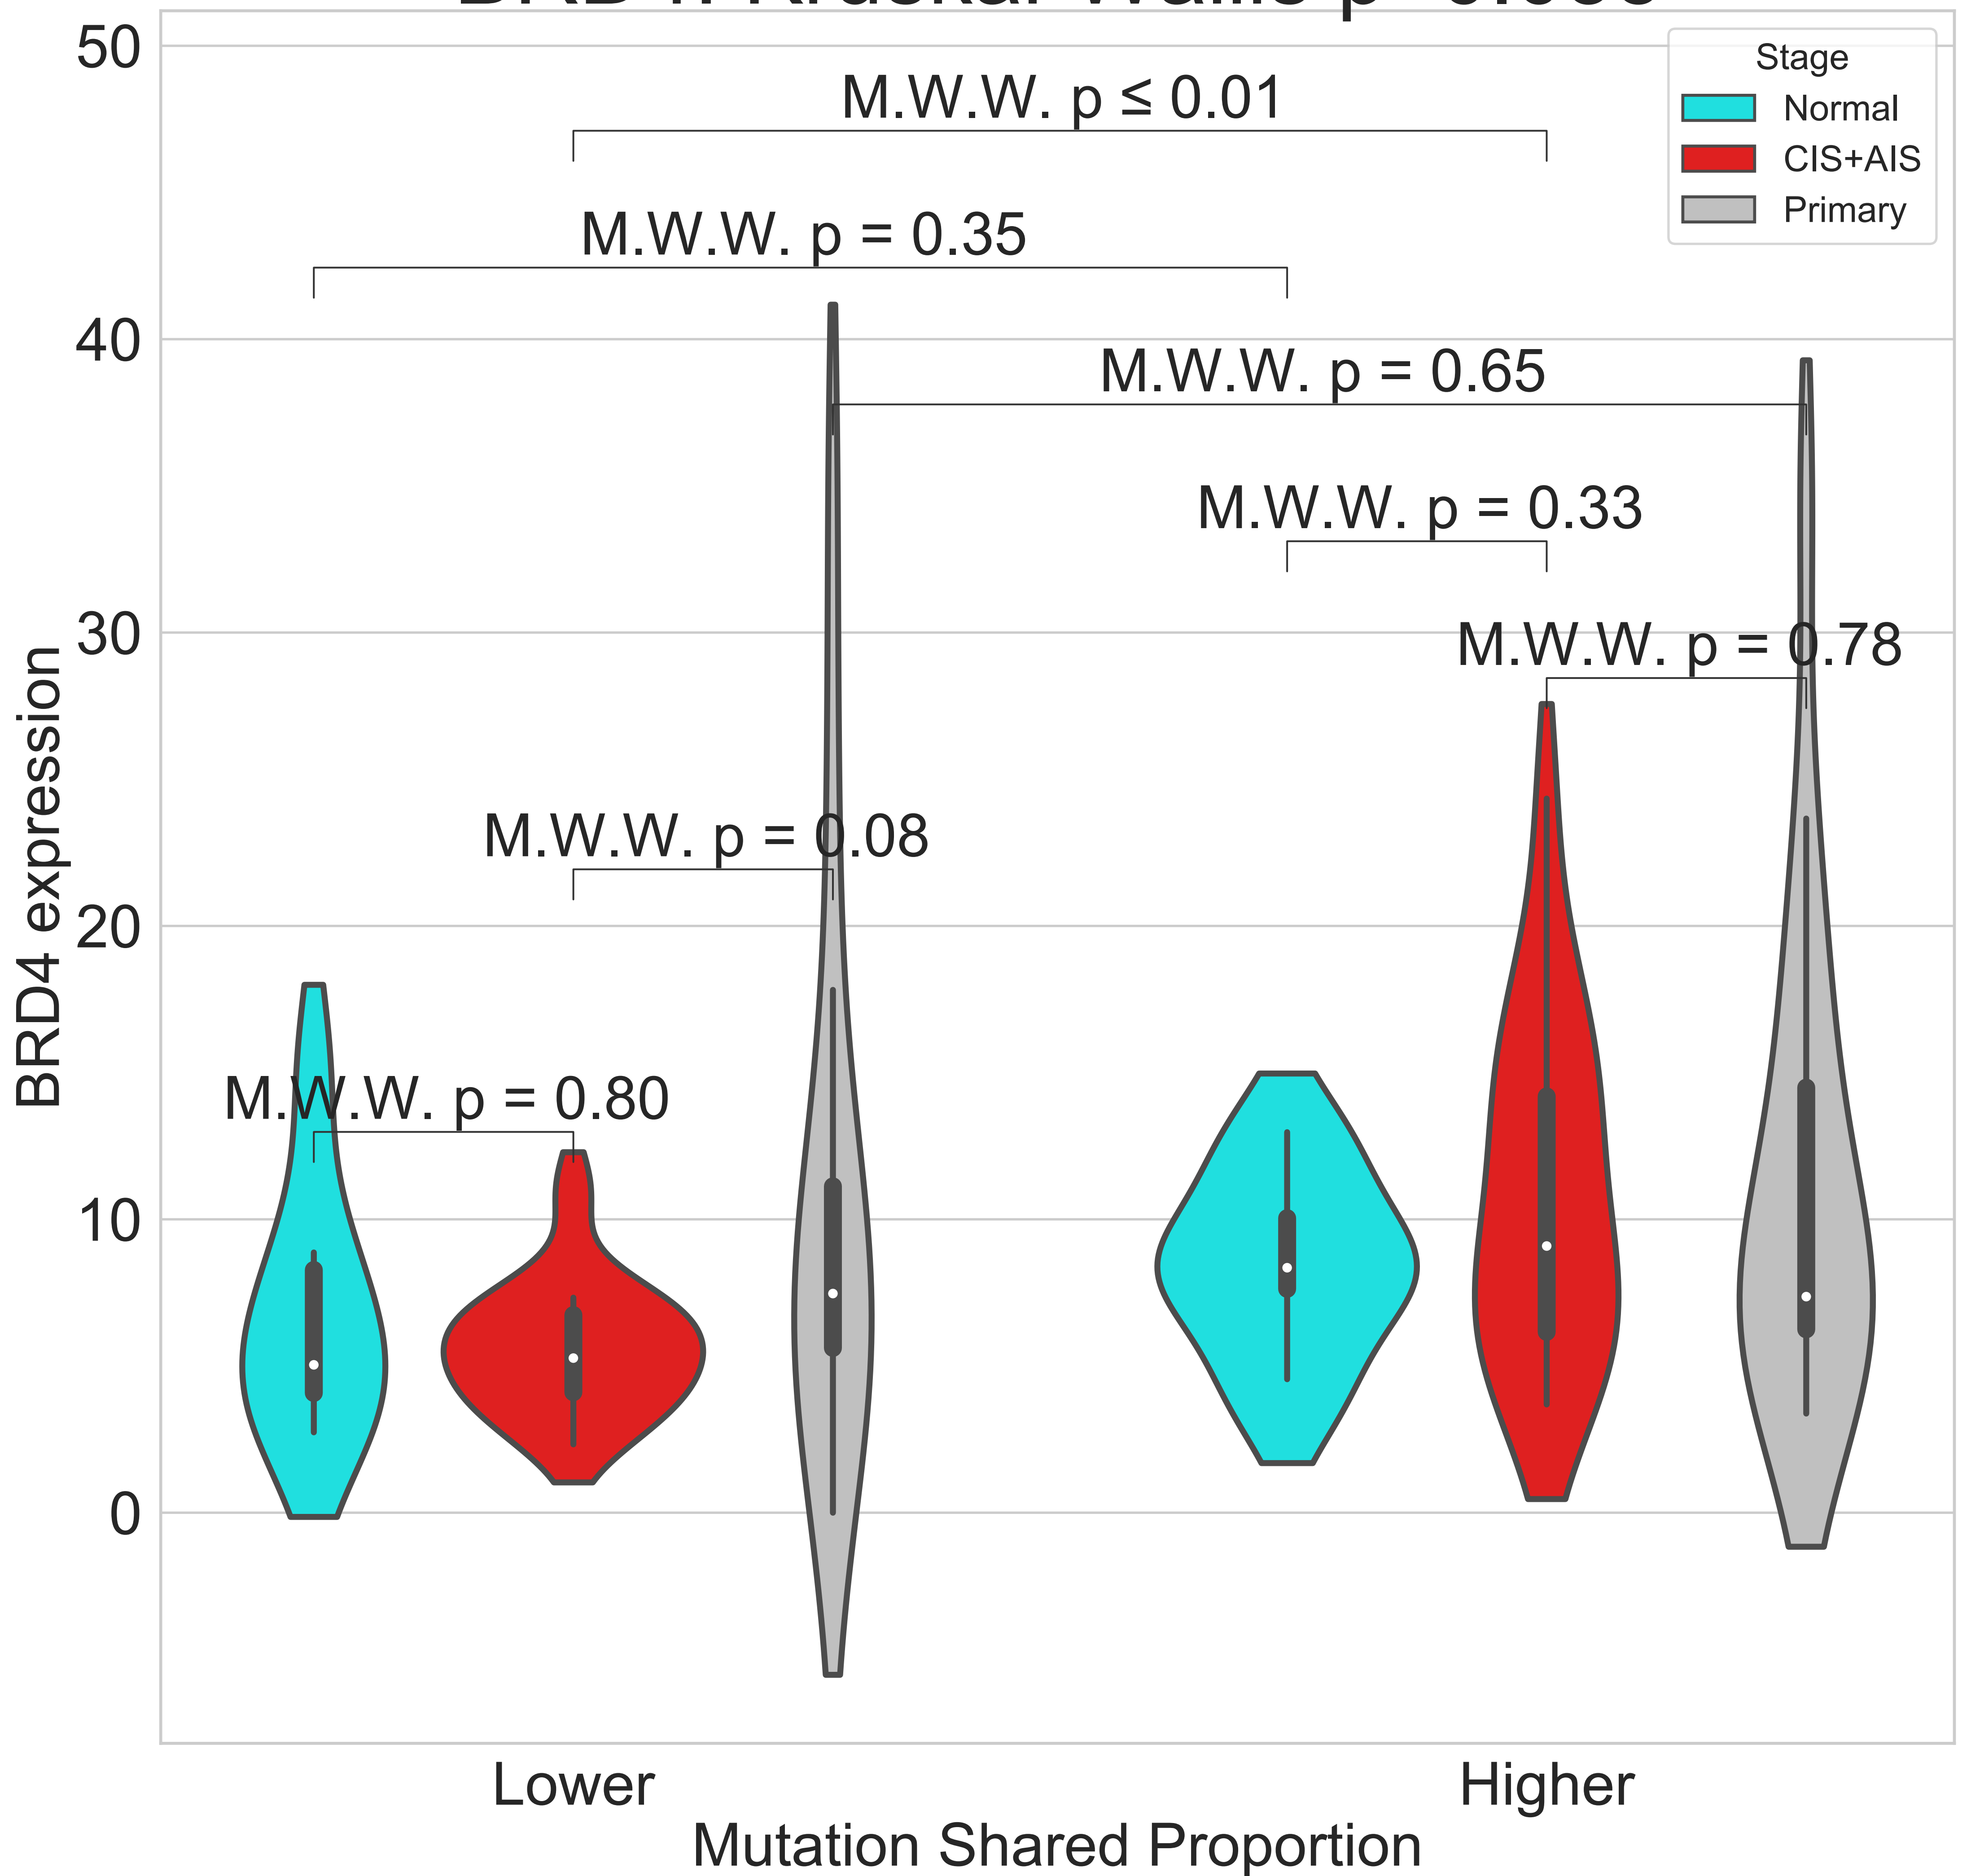 50
40
30
20
10
0
BRD4 expression
Stage
Normal
CIS+AIS
Primary
M.W.W. p ≤ 0.01
M.W.W. p = 0.35
M.W.W. p = 0.65
M.W.W. p = 0.33
M.W.W. p = 0.78
M.W.W. p = 0.08
M.W.W. p = 0.80
Lower
Higher
Mutation Shared Proportion